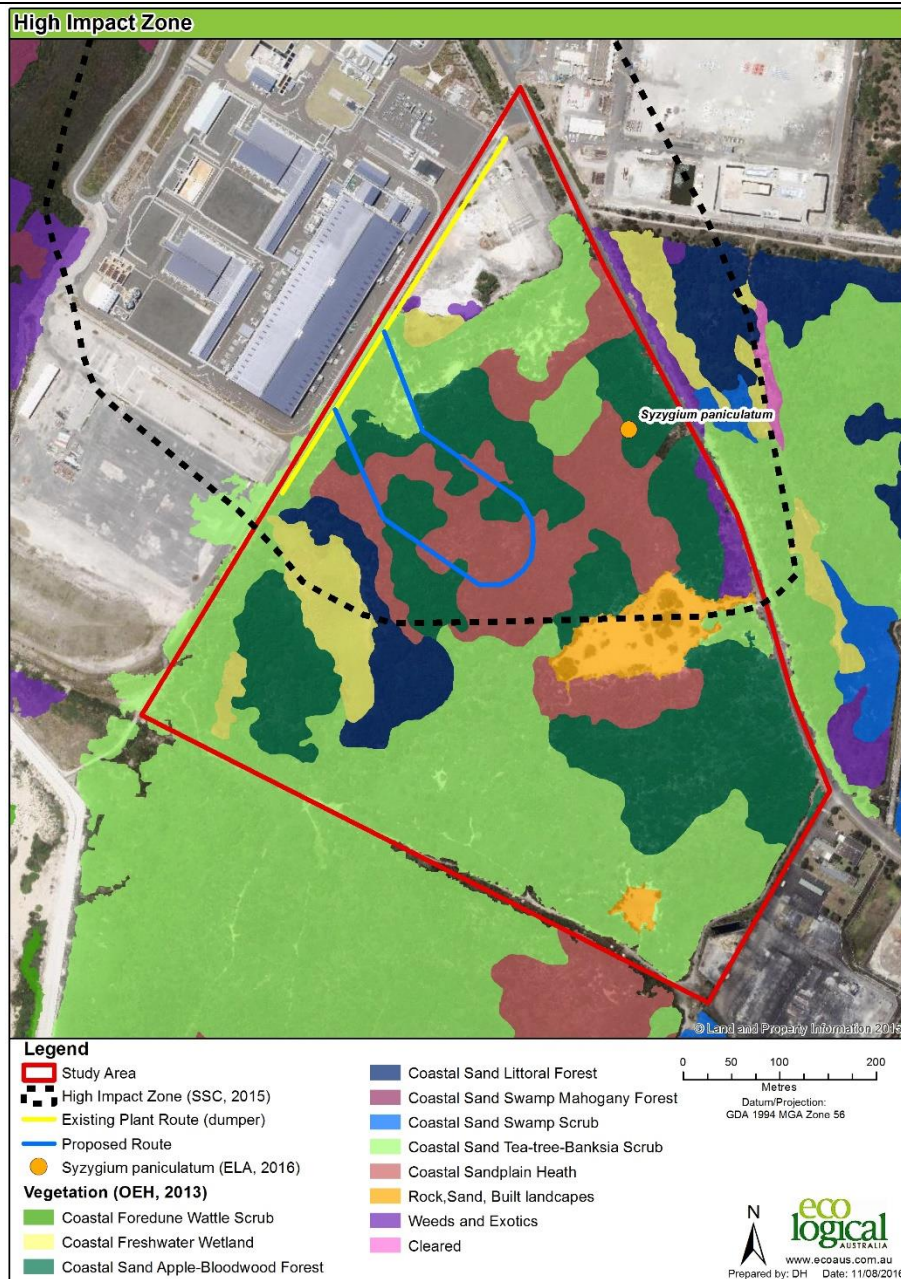 High Impact Zone
Syzygium paniculatum
© Land and Property Information 2015
Legend
Study Area
High Impact Zone (SSC, 2015)
Existing Plant Route (dumper)
Proposed Route
Syzygium paniculatum (ELA, 2016)
Vegetation (OEH, 2013)
Coastal Foredune Wattle Scrub
Coastal Freshwater Wetland
Coastal Sand Apple-Bloodwood Forest
Coastal Sand Littoral Forest
Coastal Sand Swamp Mahogany Forest
Coastal Sand Swamp Scrub
Coastal Sand Tea-tree-Banksia Scrub
Coastal Sandplain Heath
Rock,Sand, Built landscapes
Weeds and Exotics
Cleared
0 50 100 200
Metres
Datum/Projection:
GDA 1994 MGA Zone 56
N
eco
logical
AUSTRALIA
www.ecoaus.com.au
Prepared by: DH Date: 11/08/2016